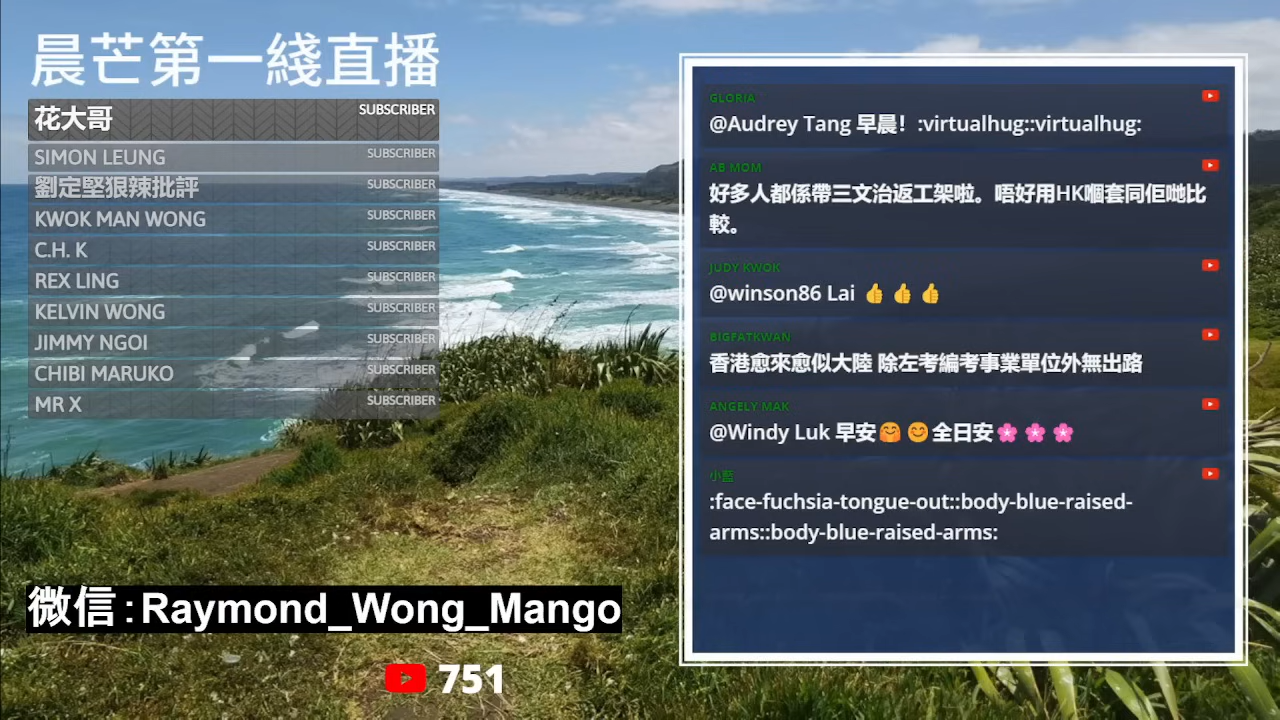 晨芒第一綫直播
花大哥 SUBSCRIBER
SIMON LEUNG SUBSCRIBER
劉定堅狠辣批評 SUBSCRIBER
KWOK MAN WONG SUBSCRIBER
C.H. K SUBSCRIBER
REX LING SUBSCRIBER
KELVIN WONG SUBSCRIBER
JIMMY NGOI SUBSCRIBER
CHIBI MARUKO SUBSCRIBER
MR X SUBSCRIBER
微信:Raymond_Wong_Mango
751
GLORIA
@Audrey Tang 早晨！:virtualhug::virtualhug:
AB MOM
好多人都係帶三文治返工架啦。唔好用HK嗰套同佢哋比
較。
JUDY KWOK
@winson86 Lai 👍👍👍
BIGFATKWAN
香港愈來愈似大陸 除左考編考事業單位外無出路
ANGELY MAK
@Windy Luk 早安🤗😊全日安🌸🌸🌸
小藍
:face-fuchsia-tongue-out::body-blue-raised-
arms::body-blue-raised-arms: